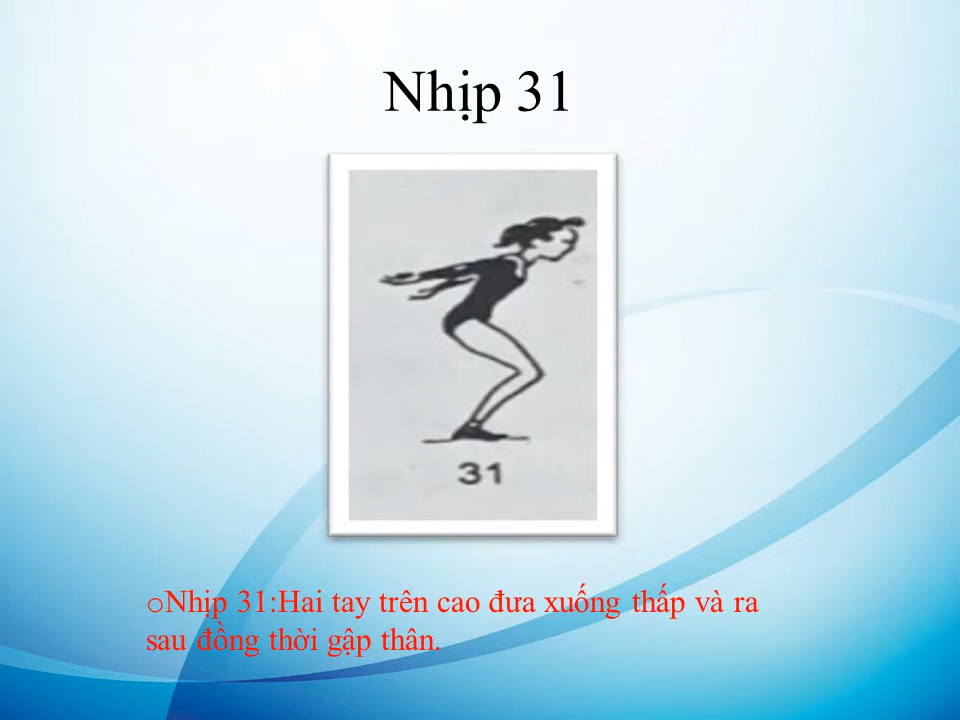 Nhịp 31
31
oNhịp 31:Hai tay trên cao đưa xuống thấp và ra
sau đồng thời gập thân.